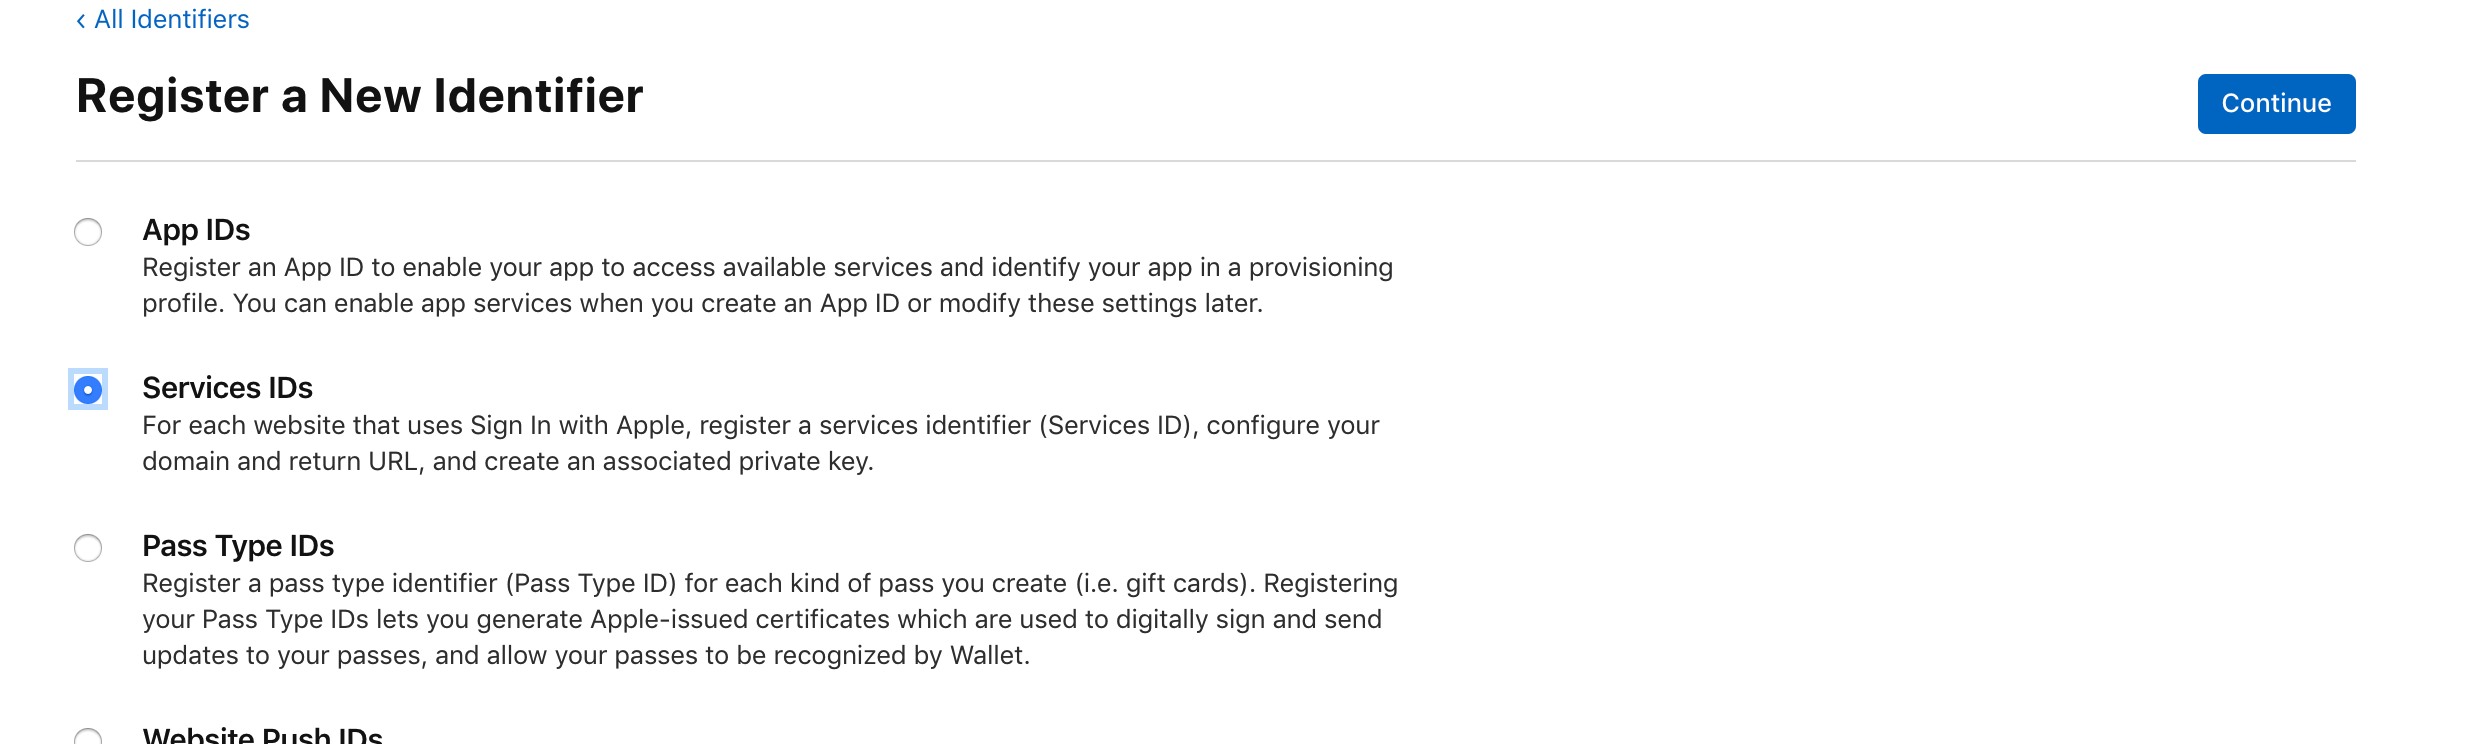 ‹ All Identifiers
Register a New Identifier
Continue
App IDs
Register an App ID to enable your app to access available services and identify your app in a provisioning
profile. You can enable app services when you create an App ID or modify these settings later.
Services IDs
For each website that uses Sign In with Apple, register a services identifier (Services ID), configure your
domain and return URL, and create an associated private key.
Pass Type IDs
Register a pass type identifier (Pass Type ID) for each kind of pass you create (i.e. gift cards). Registering
your Pass Type IDs lets you generate Apple-issued certificates which are used to digitally sign and send
updates to your passes, and allow your passes to be recognized by Wallet.
Website Push IDs